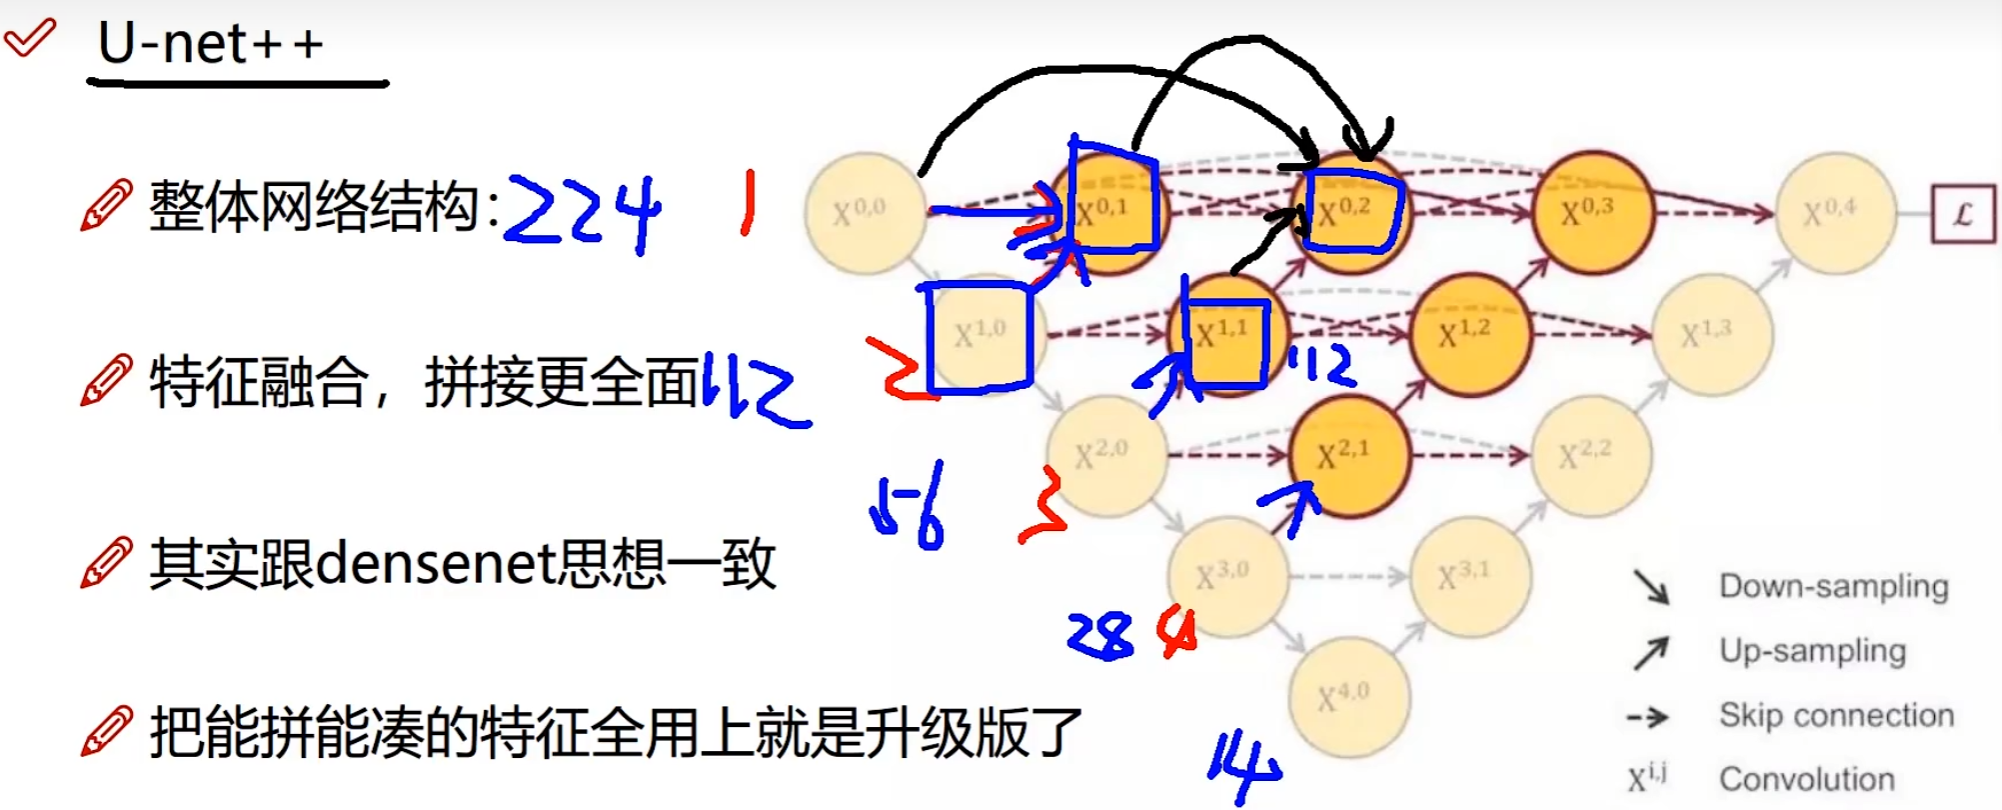 U-net++
整体网络结构：224 1
X0,0 X0,1 X0,2 X0,3 X0,4 ℒ
X1,0 X1,1 X1,2 X1,3
特征融合，拼接更全面 112 2 112
X2,0 X2,1 X2,2
56 3
其实跟densenet思想一致
X3,0 X3,1
Down-sampling
28 4
Up-sampling
X4,0
Skip connection
把能拼能凑的特征全用上就是升级版了
14
Xi,j Convolution